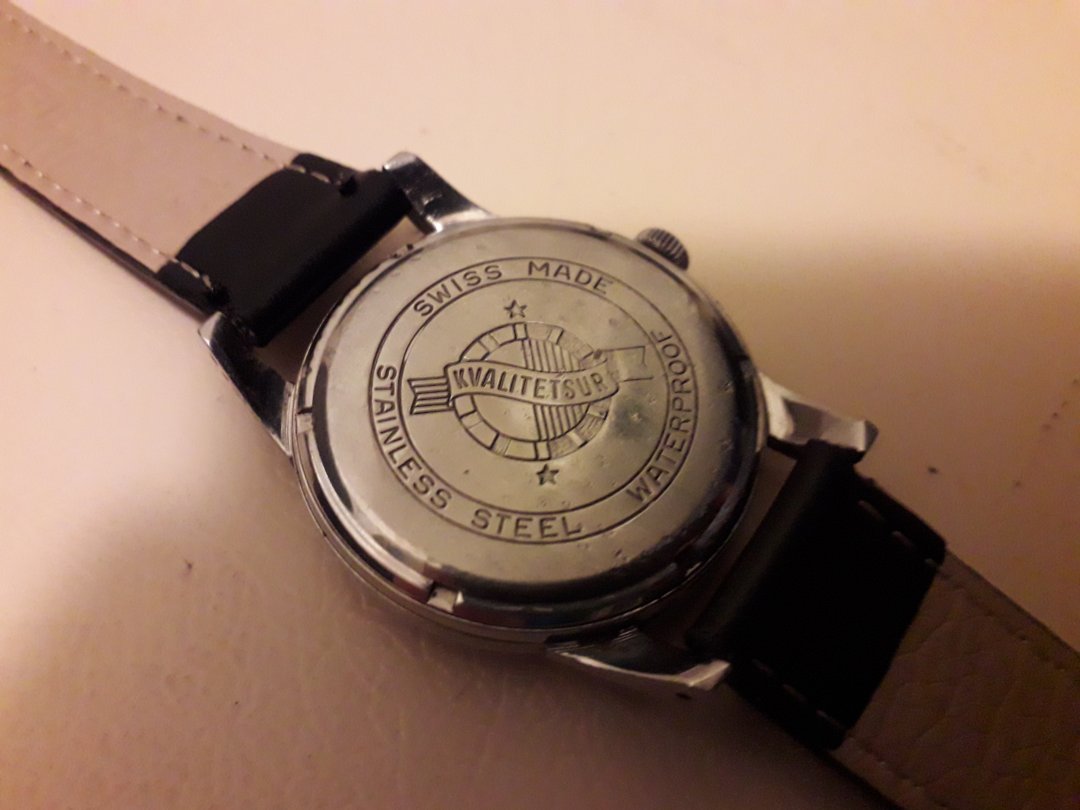 SWISS MADE
KVALITETSUR
STAINLESS STEEL
WATERPROOF